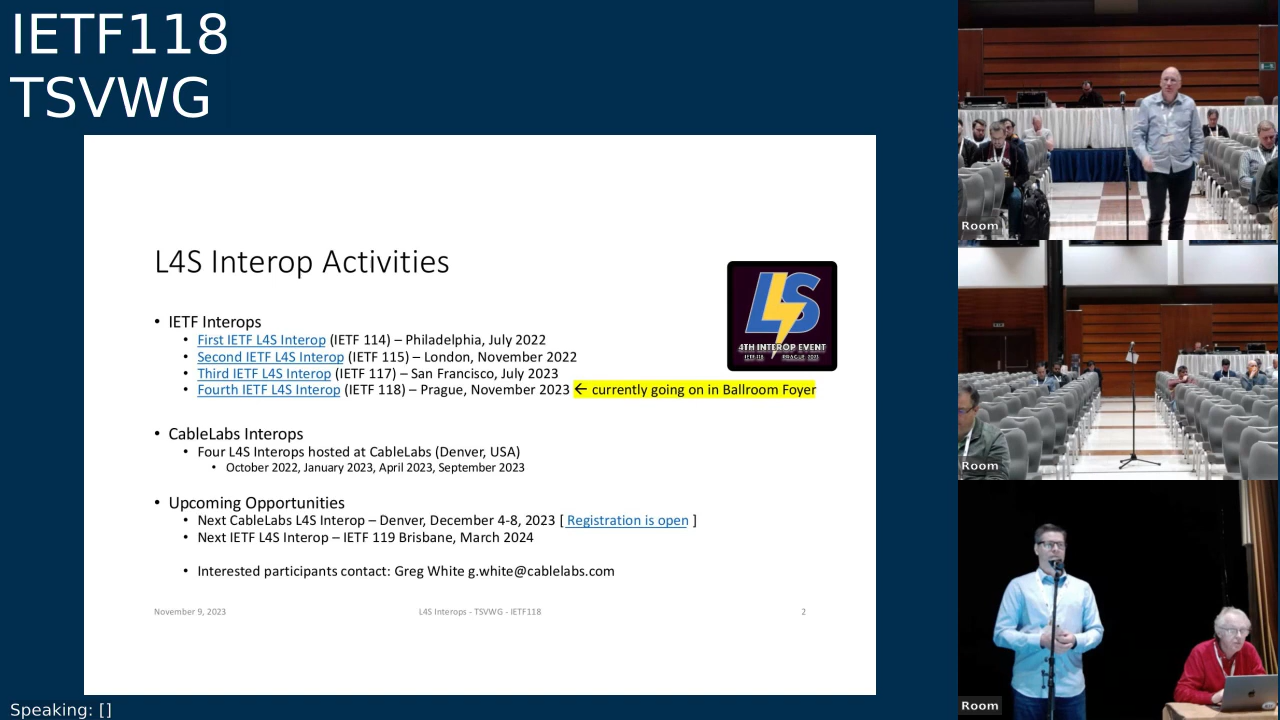 IETF118
TSVWG
L4S Interop Activities
L4S
4TH INTEROP EVENT
IETF-118 PRAGUE 2023
• IETF Interops
• First IETF L4S Interop (IETF 114) – Philadelphia, July 2022
• Second IETF L4S Interop (IETF 115) – London, November 2022
• Third IETF L4S Interop (IETF 117) – San Francisco, July 2023
• Fourth IETF L4S Interop (IETF 118) – Prague, November 2023 ← currently going on in Ballroom Foyer
• CableLabs Interops
• Four L4S Interops hosted at CableLabs (Denver, USA)
• October 2022, January 2023, April 2023, September 2023
• Upcoming Opportunities
• Next CableLabs L4S Interop – Denver, December 4-8, 2023 [ Registration is open ]
• Next IETF L4S Interop – IETF 119 Brisbane, March 2024
• Interested participants contact: Greg White g.white@cablelabs.com
November 9, 2023
L4S Interops - TSVWG - IETF118
2
Speaking: []
Room
Room
Room